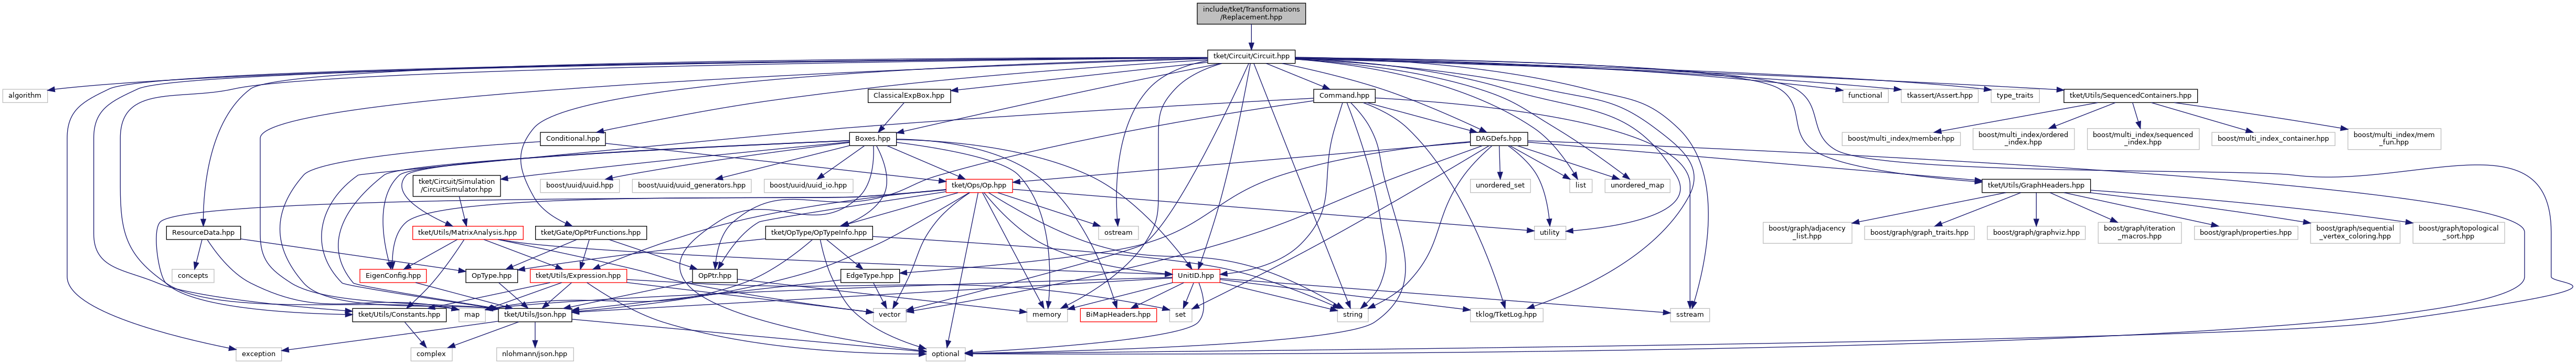 include/tket/Transformations
/Replacement.hpp
tket/Circuit/Circuit.hpp
algorithm
ClassicalExpBox.hpp
Command.hpp
functional
tkassert/Assert.hpp
type_traits
tket/Utils/SequencedContainers.hpp
Conditional.hpp
Boxes.hpp
DAGDefs.hpp
boost/multi_index/member.hpp
boost/multi_index/ordered
_index.hpp
boost/multi_index/sequenced
_index.hpp
boost/multi_index_container.hpp
boost/multi_index/mem
_fun.hpp
tket/Circuit/Simulation
/CircuitSimulator.hpp
boost/uuid/uuid.hpp
boost/uuid/uuid_generators.hpp
boost/uuid/uuid_io.hpp
tket/Ops/Op.hpp
unordered_set
list
unordered_map
tket/Utils/GraphHeaders.hpp
ResourceData.hpp
tket/Utils/MatrixAnalysis.hpp
tket/Gate/OpPtrFunctions.hpp
tket/OpType/OpTypeInfo.hpp
ostream
utility
boost/graph/adjacency
_list.hpp
boost/graph/graph_traits.hpp
boost/graph/graphviz.hpp
boost/graph/iteration
_macros.hpp
boost/graph/properties.hpp
boost/graph/sequential
_vertex_coloring.hpp
boost/graph/topological
_sort.hpp
concepts
EigenConfig.hpp
OpType.hpp
tket/Utils/Expression.hpp
OpPtr.hpp
EdgeType.hpp
UnitID.hpp
tket/Utils/Constants.hpp
map
tket/Utils/Json.hpp
vector
memory
BiMapHeaders.hpp
set
string
tklog/TketLog.hpp
sstream
exception
complex
nlohmann/json.hpp
optional